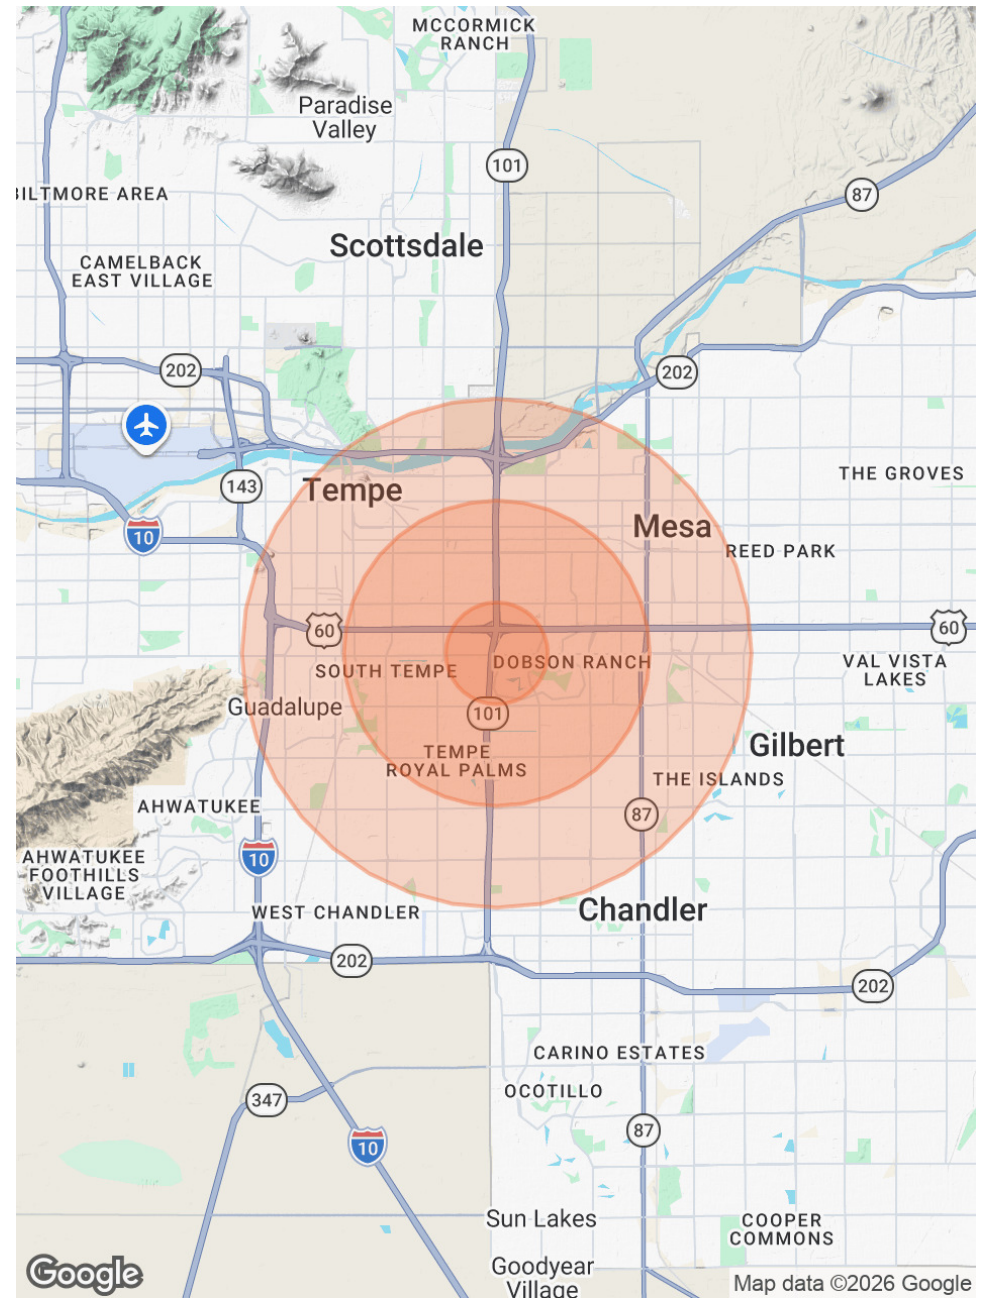 MCCORMICK
RANCH
Paradise
Valley
101
87
BILTMORE AREA
Scottsdale
CAMELBACK
EAST VILLAGE
202
202
THE GROVES
143
Tempe
Mesa
10
REED PARK
60
60
SOUTH TEMPE
DOBSON RANCH
VAL VISTA
LAKES
Guadalupe
101
TEMPE
ROYAL PALMS
Gilbert
THE ISLANDS
AHWATUKEE
87
10
AHWATUKEE
FOOTHILLS
VILLAGE
WEST CHANDLER
Chandler
202
202
CARINO ESTATES
OCOTILLO
347
87
10
Sun Lakes
COOPER
COMMONS
Goodyear
Village
Google
Map data ©2026 Google